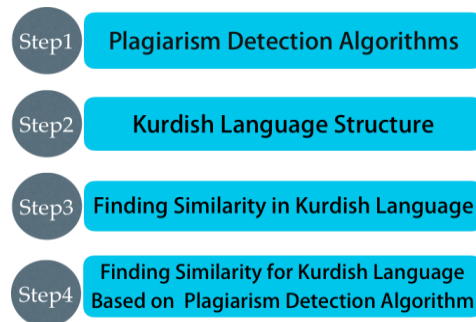 Step1 Plagiarism Detection Algorithms
Step2 Kurdish Language Structure
Step3 Finding Similarity in Kurdish Language
Step4 Finding Similarity for Kurdish Language
Based on Plagiarism Detection Algorithm